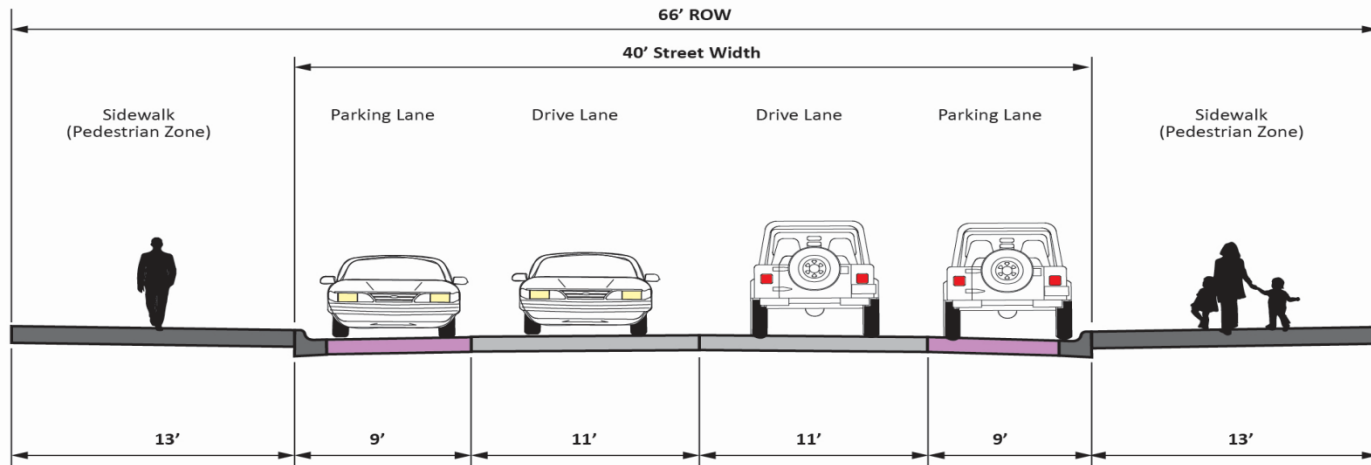 66’ ROW
40’ Street Width
Sidewalk
(Pedestrian Zone)
Parking Lane
Drive Lane
Drive Lane
Parking Lane
Sidewalk
(Pedestrian Zone)
13’
9’
11’
11’
9’
13’